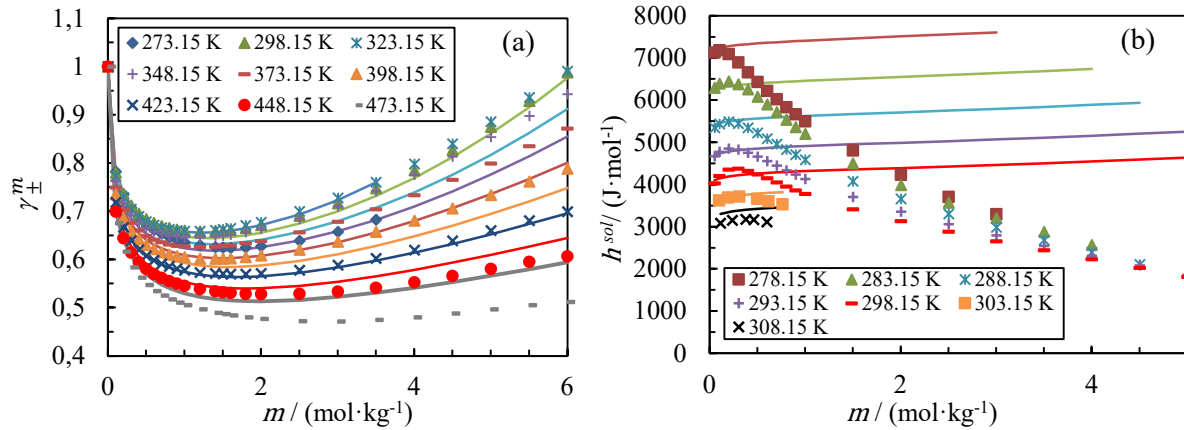 1,1
1
0,9
0,8
0,7
0,6
0,5
0,4
γ±^m
(a)
273.15 K 298.15 K 323.15 K
348.15 K 373.15 K 398.15 K
423.15 K 448.15 K 473.15 K
0 2 4 6
m / (mol·kg⁻¹)
8000
7000
6000
5000
4000
3000
2000
1000
0
h^sol/ (J·mol⁻¹)
(b)
278.15 K 283.15 K 288.15 K
293.15 K 298.15 K 303.15 K
308.15 K
0 2 4
m / (mol·kg⁻¹)